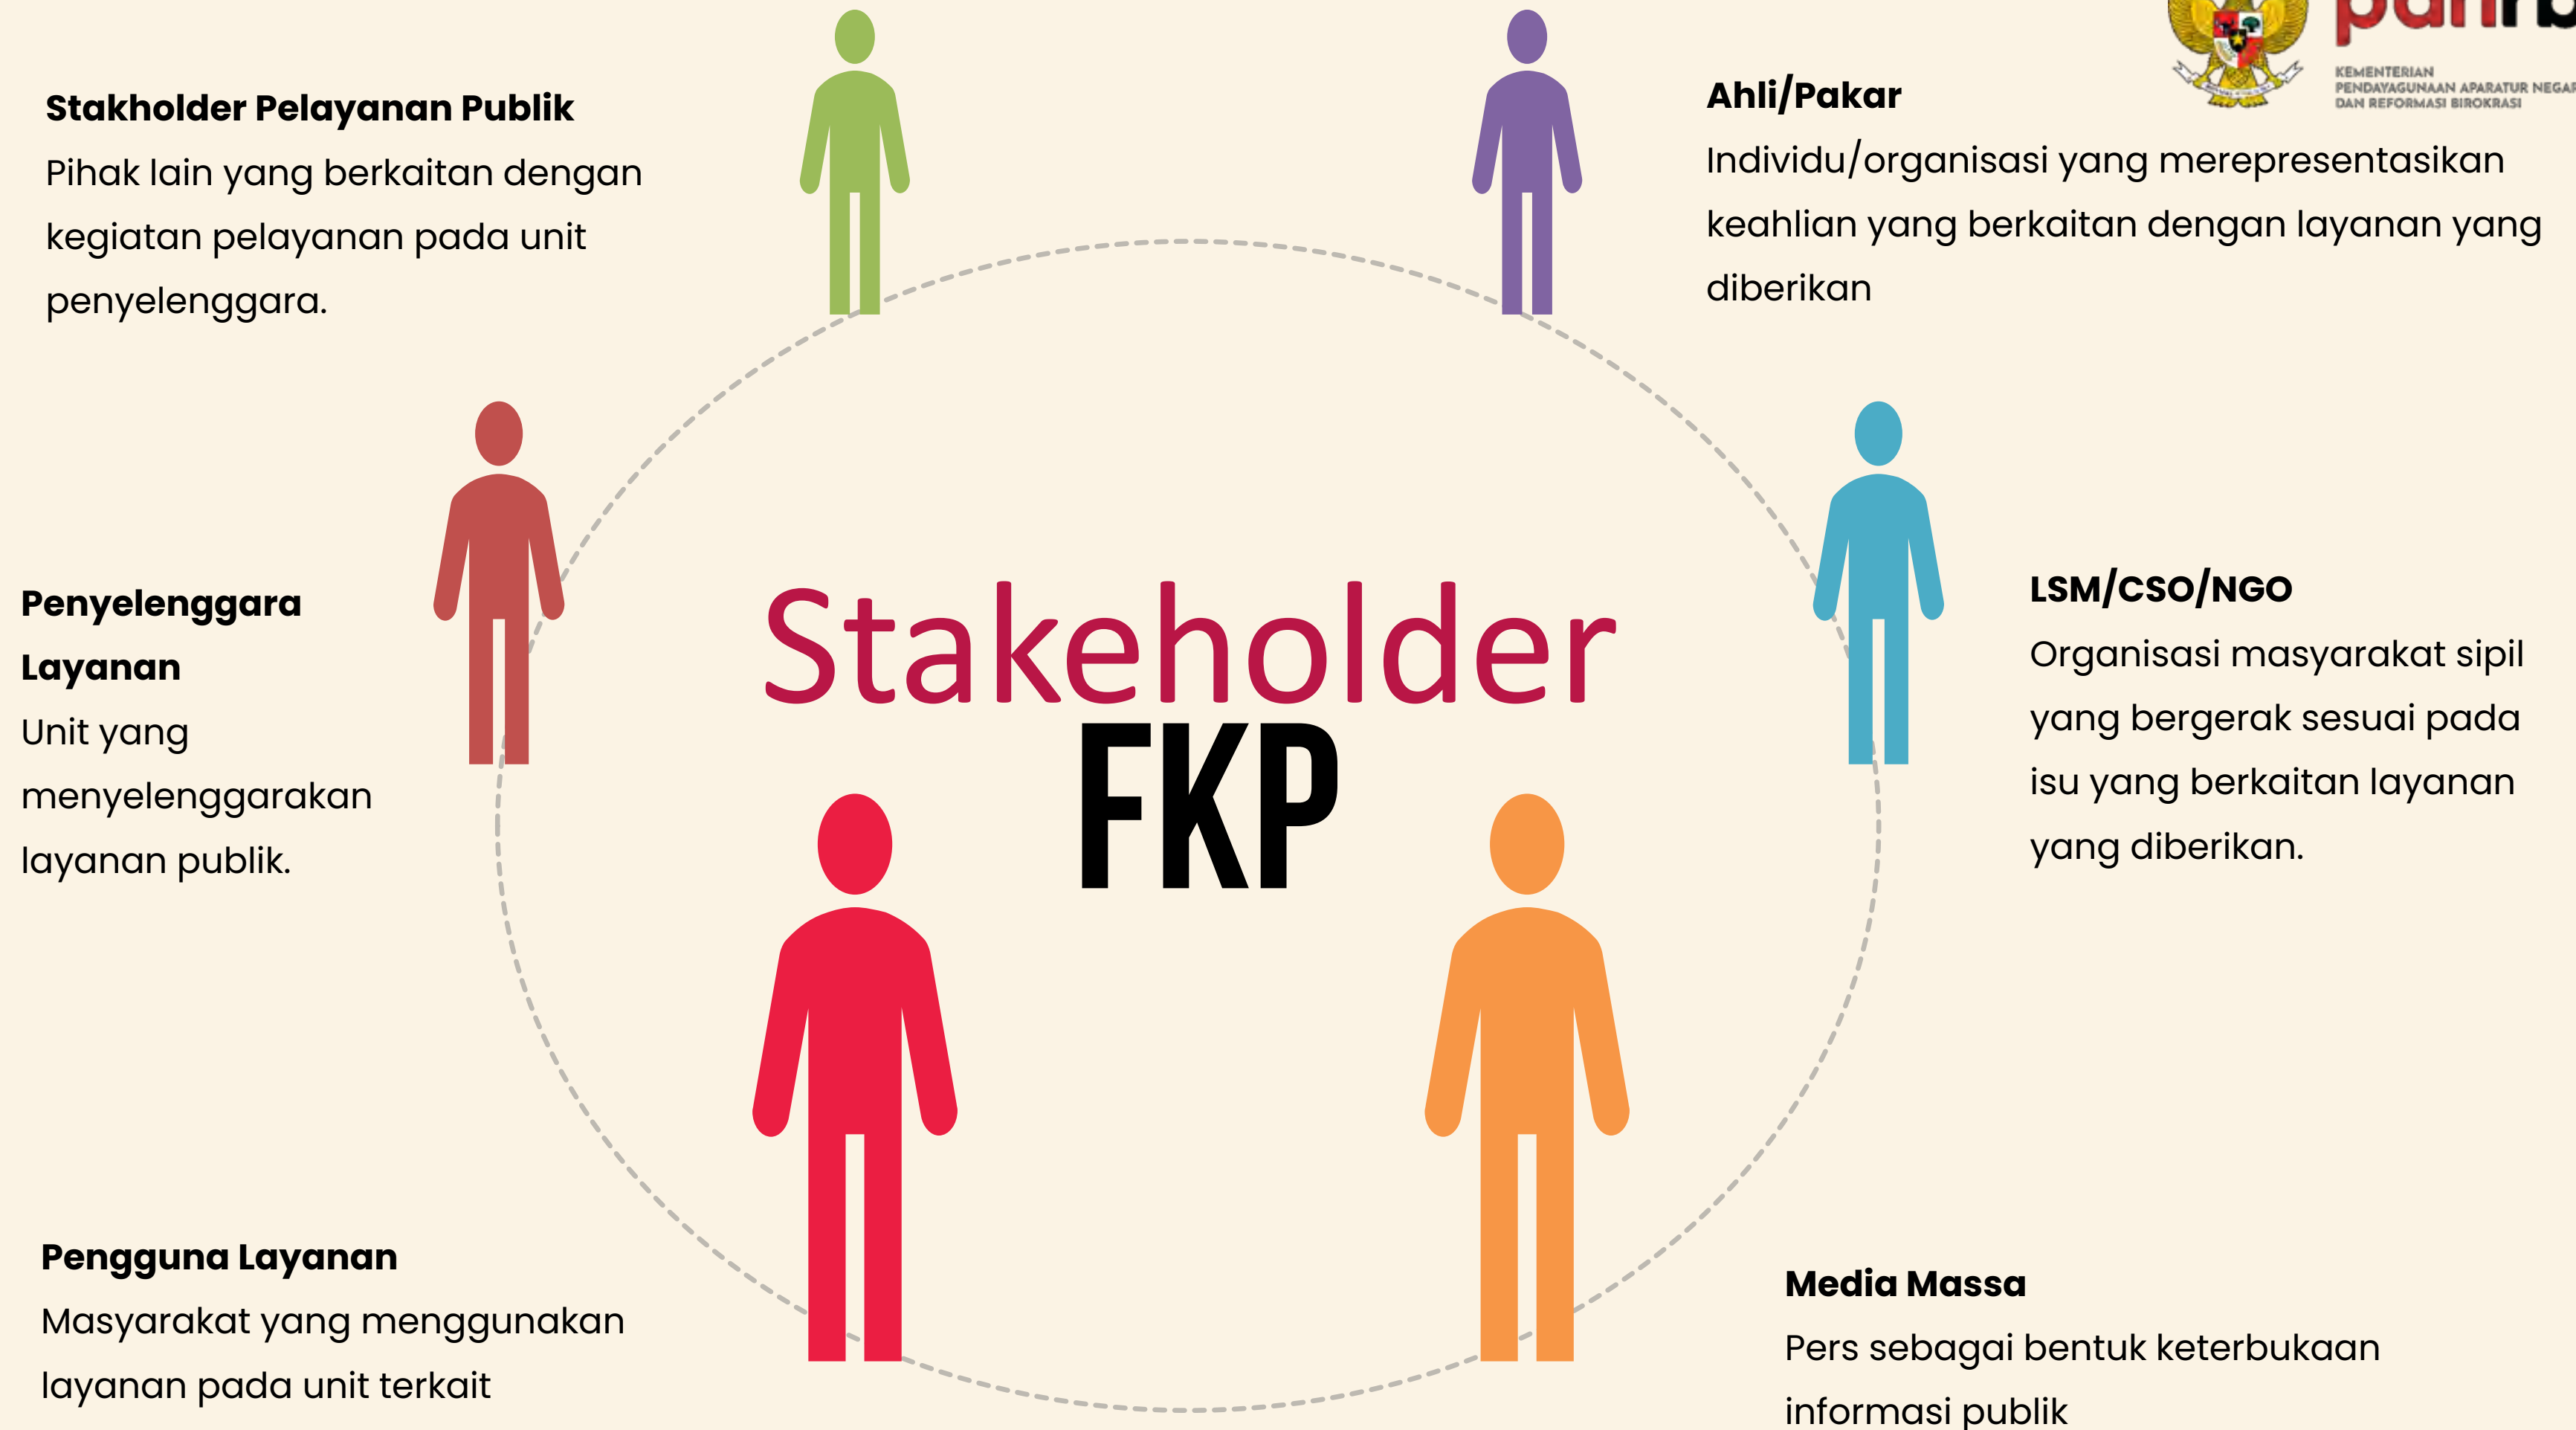 Stakholder Pelayanan Publik
Pihak lain yang berkaitan dengan
kegiatan pelayanan pada unit
penyelenggara.
Ahli/Pakar
Individu/organisasi yang merepresentasikan
keahlian yang berkaitan dengan layanan yang
diberikan
KEMENTERIAN
PENDAYAGUNAAN APARATUR NEGAR
DAN REFORMASI BIROKRASI
Penyelenggara
Layanan
Unit yang
menyelenggarakan
layanan publik.
Stakeholder
FKP
LSM/CSO/NGO
Organisasi masyarakat sipil
yang bergerak sesuai pada
isu yang berkaitan layanan
yang diberikan.
Pengguna Layanan
Masyarakat yang menggunakan
layanan pada unit terkait
Media Massa
Pers sebagai bentuk keterbukaan
informasi publik